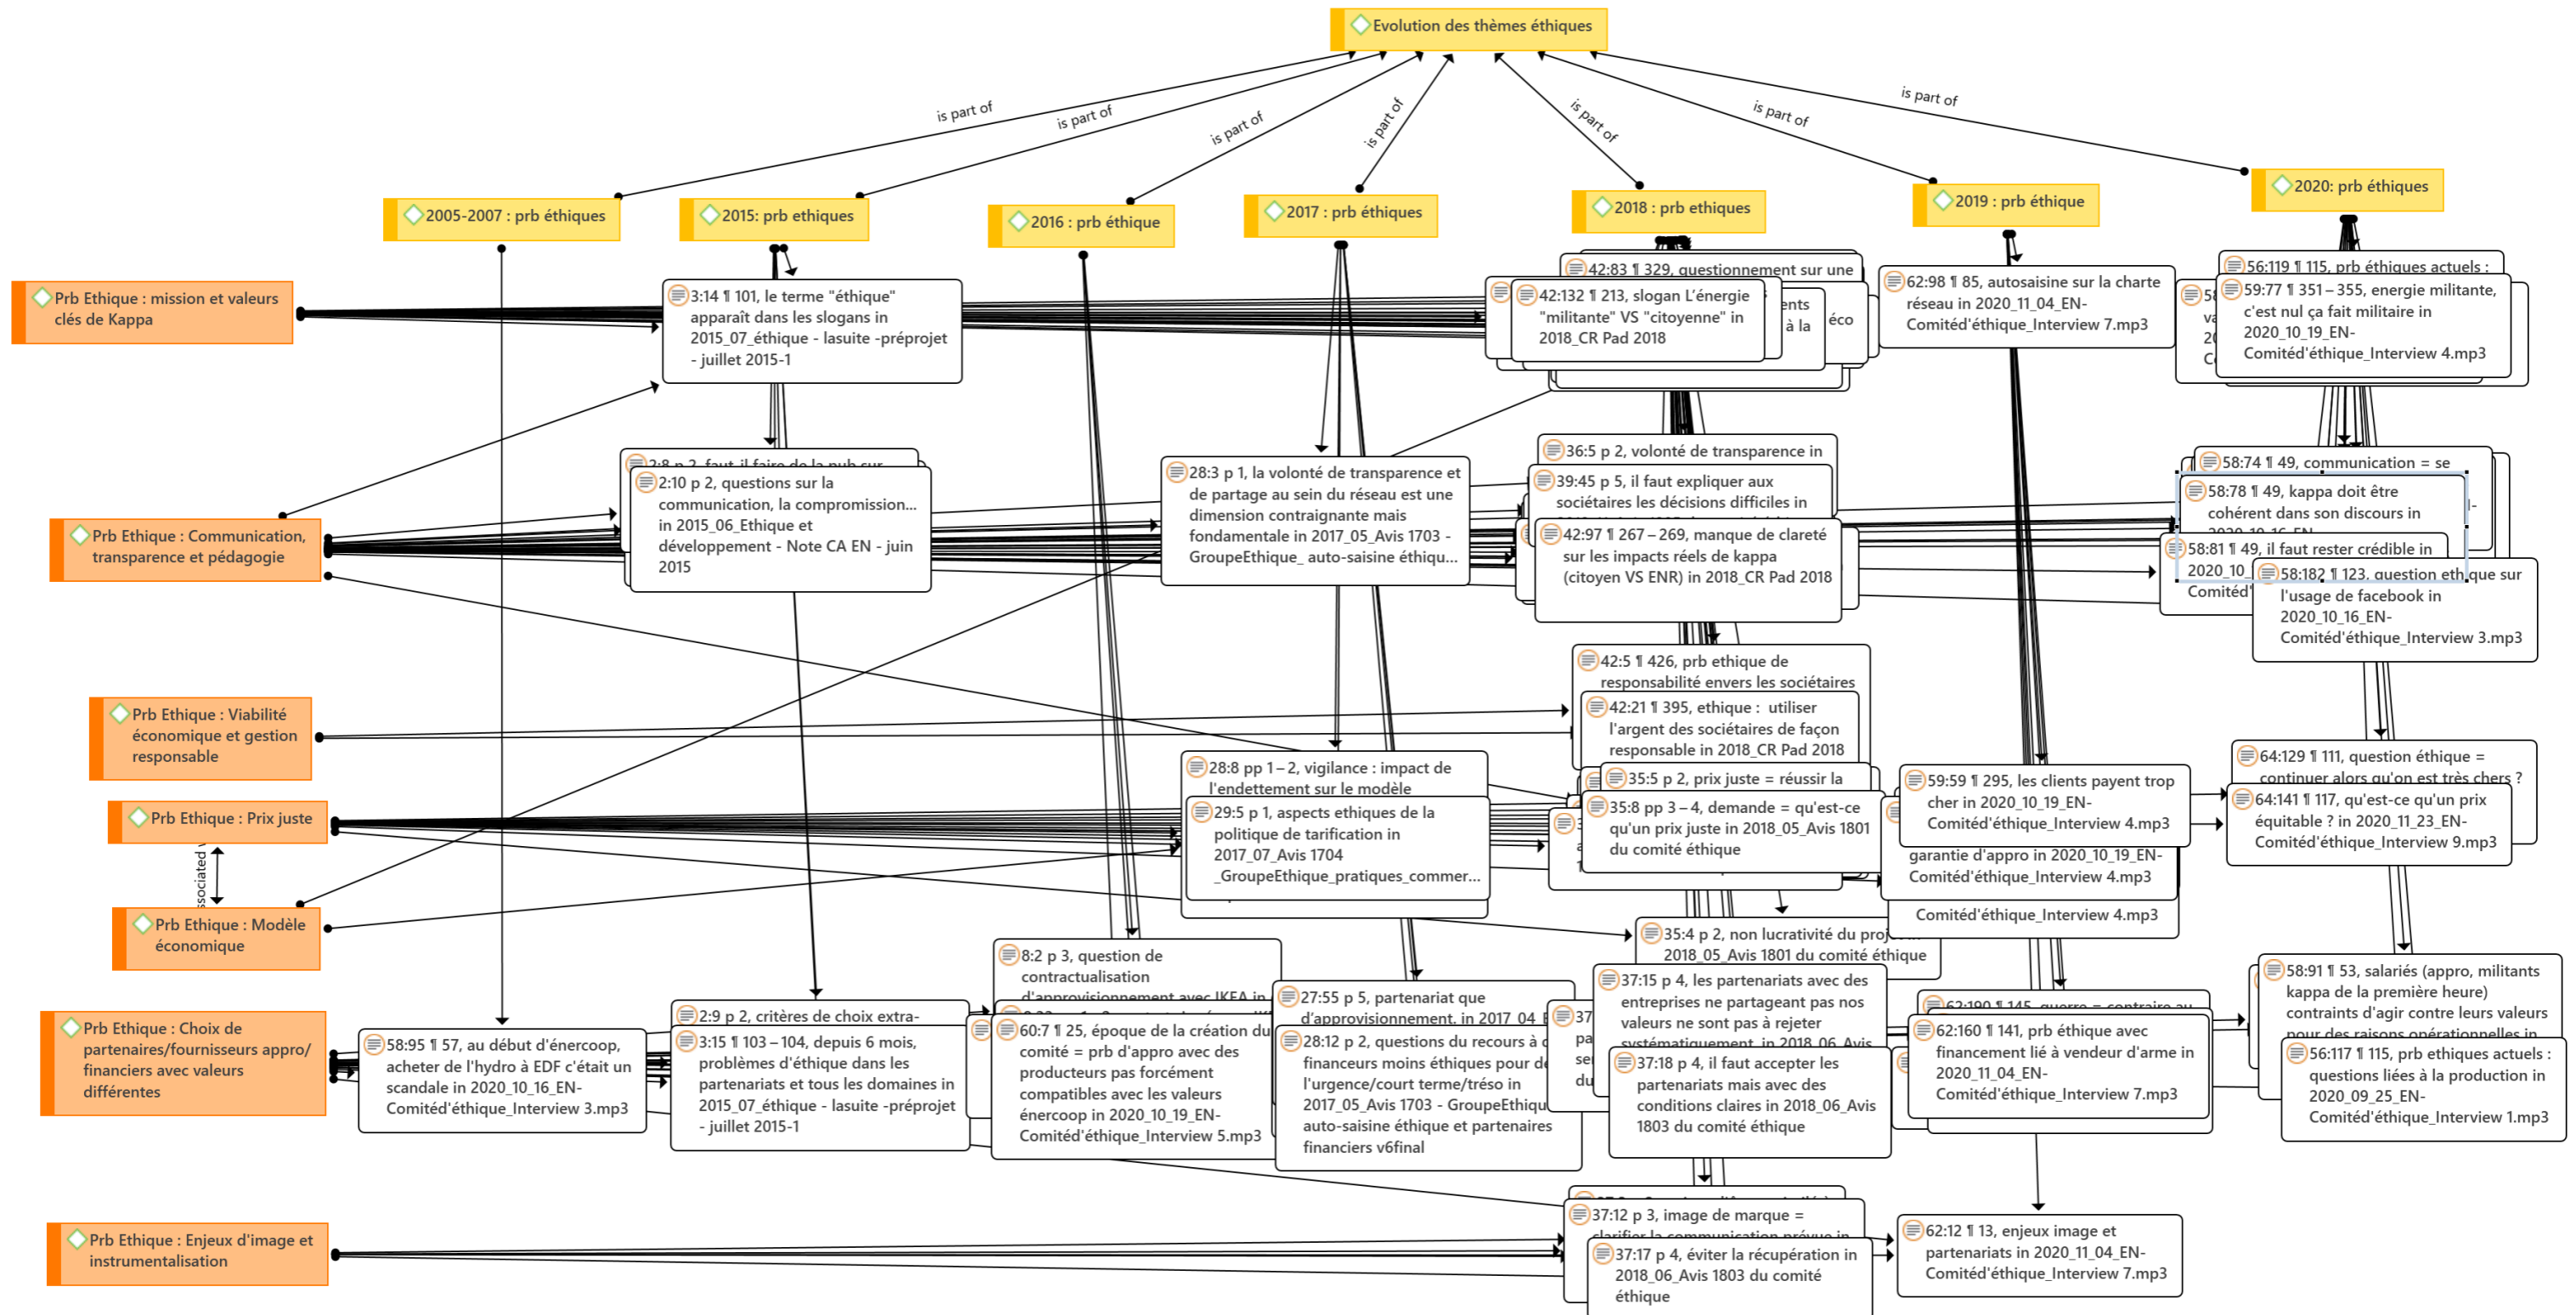 Evolution des thèmes éthiques
is part of
is part of
is part of
is part of
is part of
is part of
is part of
2005-2007 : prb éthiques
2015: prb ethiques
2016 : prb éthique
2017 : prb éthiques
2018 : prb ethiques
2019 : prb éthique
2020: prb éthiques
Prb Ethique : mission et valeurs
clés de Kappa
3:14 ¶ 101, le terme "éthique"
apparaît dans les slogans in
2015_07_éthique - lasuite -préprojet
- juillet 2015-1
42:83 ¶ 329, questionnement sur une
42:132 ¶ 213, slogan L'énergie
"militante" VS "citoyenne" in
2018_CR Pad 2018
à la
éco
62:98 ¶ 85, autosaisine sur la charte
réseau in 2020_11_04_EN-
Comitéd'éthique_Interview 7.mp3
56:119 ¶ 115, prb éthiques actuels :
59:77 ¶ 351 – 355, energie militante,
c'est nul ça fait militaire in
2020_10_19_EN-
Comitéd'éthique_Interview 4.mp3
Prb Ethique : Communication,
transparence et pédagogie
2:10 p 2, questions sur la
communication, la compromission...
in 2015_06_Ethique et
développement - Note CA EN - juin
2015
28:3 p 1, la volonté de transparence et
de partage au sein du réseau est une
dimension contraignante mais
fondamentale in 2017_05_Avis 1703 -
GroupeEthique_ auto-saisine éthiqu...
36:5 p 2, volonté de transparence in
39:45 p 5, il faut expliquer aux
sociétaires les décisions difficiles in
42:97 ¶ 267 – 269, manque de clareté
sur les impacts réels de kappa
(citoyen VS ENR) in 2018_CR Pad 2018
58:74 ¶ 49, communication = se
58:78 ¶ 49, kappa doit être
cohérent dans son discours in
58:81 ¶ 49, il faut rester crédible in
2020_10_
Comitéd'
58:182 ¶ 123, question ethique sur
l'usage de facebook in
2020_10_16_EN-
Comitéd'éthique_Interview 3.mp3
Prb Ethique : Viabilité
économique et gestion
responsable
42:5 ¶ 426, prb ethique de
responsabilité envers les sociétaires
42:21 ¶ 395, ethique : utiliser
l'argent des sociétaires de façon
responsable in 2018_CR Pad 2018
Prb Ethique : Prix juste
28:8 pp 1 – 2, vigilance : impact de
l'endettement sur le modèle
29:5 p 1, aspects ethiques de la
politique de tarification in
2017_07_Avis 1704
_GroupeEthique_pratiques_commer...
35:5 p 2, prix juste = réussir la
35:8 pp 3 – 4, demande = qu'est-ce
qu'un prix juste in 2018_05_Avis 1801
du comité éthique
59:59 ¶ 295, les clients payent trop
cher in 2020_10_19_EN-
Comitéd'éthique_Interview 4.mp3
garantie d'appro in 2020_10_19_EN-
Comitéd'éthique_Interview 4.mp3
Comitéd'éthique_Interview 4.mp3
64:129 ¶ 111, question éthique =
continuer alors qu'on est très chers ?
64:141 ¶ 117, qu'est-ce qu'un prix
équitable ? in 2020_11_23_EN-
Comitéd'éthique_Interview 9.mp3
Prb Ethique : Modèle
économique
35:4 p 2, non lucrativité du
2018_05_Avis 1801 du comité éthique
Prb Ethique : Choix de
partenaires/fournisseurs appro/
financiers avec valeurs
différentes
58:95 ¶ 57, au début d'énercoop,
acheter de l'hydro à EDF c'était un
scandale in 2020_10_16_EN-
Comitéd'éthique_Interview 3.mp3
2:9 p 2, critères de choix extra-
3:15 ¶ 103 – 104, depuis 6 mois,
problèmes d'éthique dans les
partenariats et tous les domaines in
2015_07_éthique - lasuite -préprojet
- juillet 2015-1
8:2 p 3, question de
contractualisation
d'approvisionnement avec IKEA in
60:7 ¶ 25, époque de la création du
comité = prb d'appro avec des
producteurs pas forcément
compatibles avec les valeurs
énercoop in 2020_10_19_EN-
Comitéd'éthique_Interview 5.mp3
27:55 p 5, partenariat que
d'approvisionnement. in 2017_04
28:12 p 2, questions du recours à
financeurs moins éthiques pour
l'urgence/court terme/tréso in
2017_05_Avis 1703 -
auto-saisine éthique et partenaires
financiers v6final
37:15 p 4, les partenariats avec des
entreprises ne partageant pas nos
valeurs ne sont pas à rejeter
systématiquement. in 2018_06_Avis
37:18 p 4, il faut accepter les
partenariats mais avec des
conditions claires in 2018_06_Avis
1803 du comité éthique
62:160 ¶ 141, prb éthique avec
financement lié à vendeur d'arme in
2020_11_04_EN-
Comitéd'éthique_Interview 7.mp3
58:91 ¶ 53, salariés (appro, militants
kappa de la première heure)
contraints d'agir contre leurs valeurs
pour des raisons opérationnelles in
56:117 ¶ 115, prb ethiques actuels :
questions liées à la production in
2020_09_25_EN-
Comitéd'éthique_Interview 1.mp3
Prb Ethique : Enjeux d'image et
instrumentalisation
37:12 p 3, image de marque =
clarifier la communication prévue in
37:17 p 4, éviter la récupération in
2018_06_Avis 1803 du comité
éthique
62:12 ¶ 13, enjeux image et
partenariats in 2020_11_04_EN-
Comitéd'éthique_Interview 7.mp3